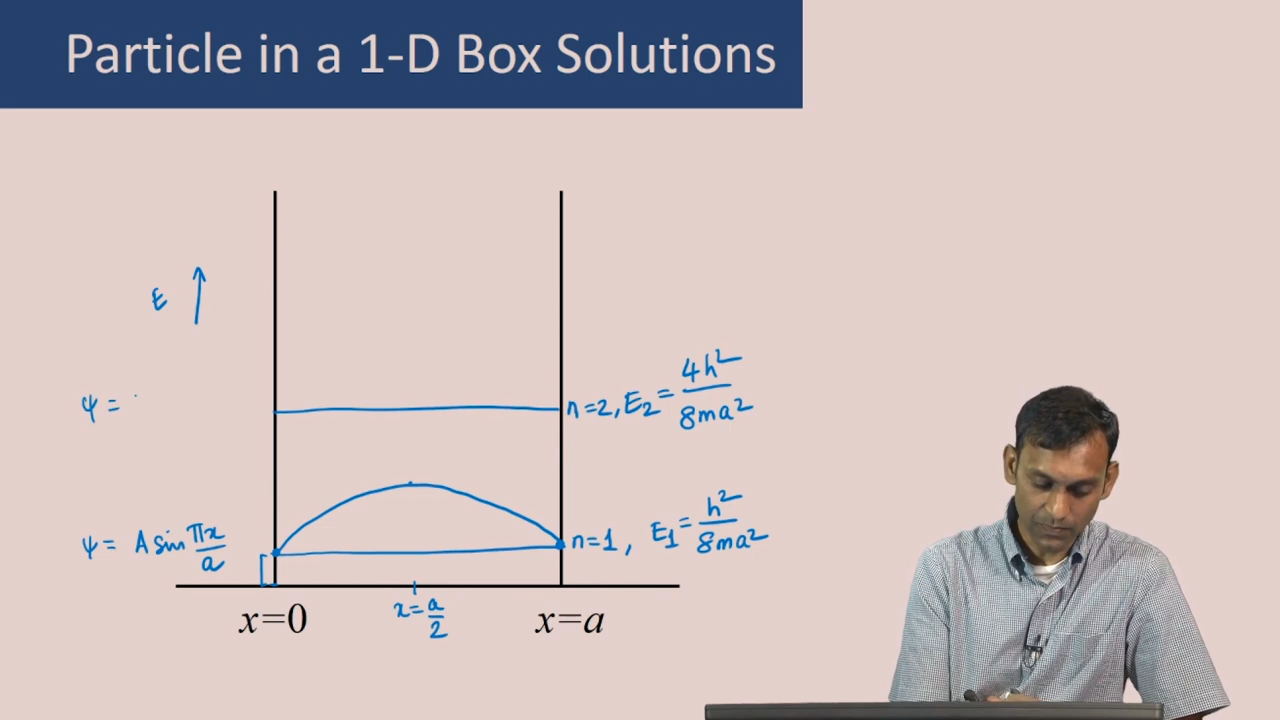 Particle in a 1-D Box Solutions
E
ψ =
n=2, E₂ = 4h²/8ma²
ψ = A sin πx/a
n=1, E₁ = h²/8ma²
x=0
x=a/2
x=a